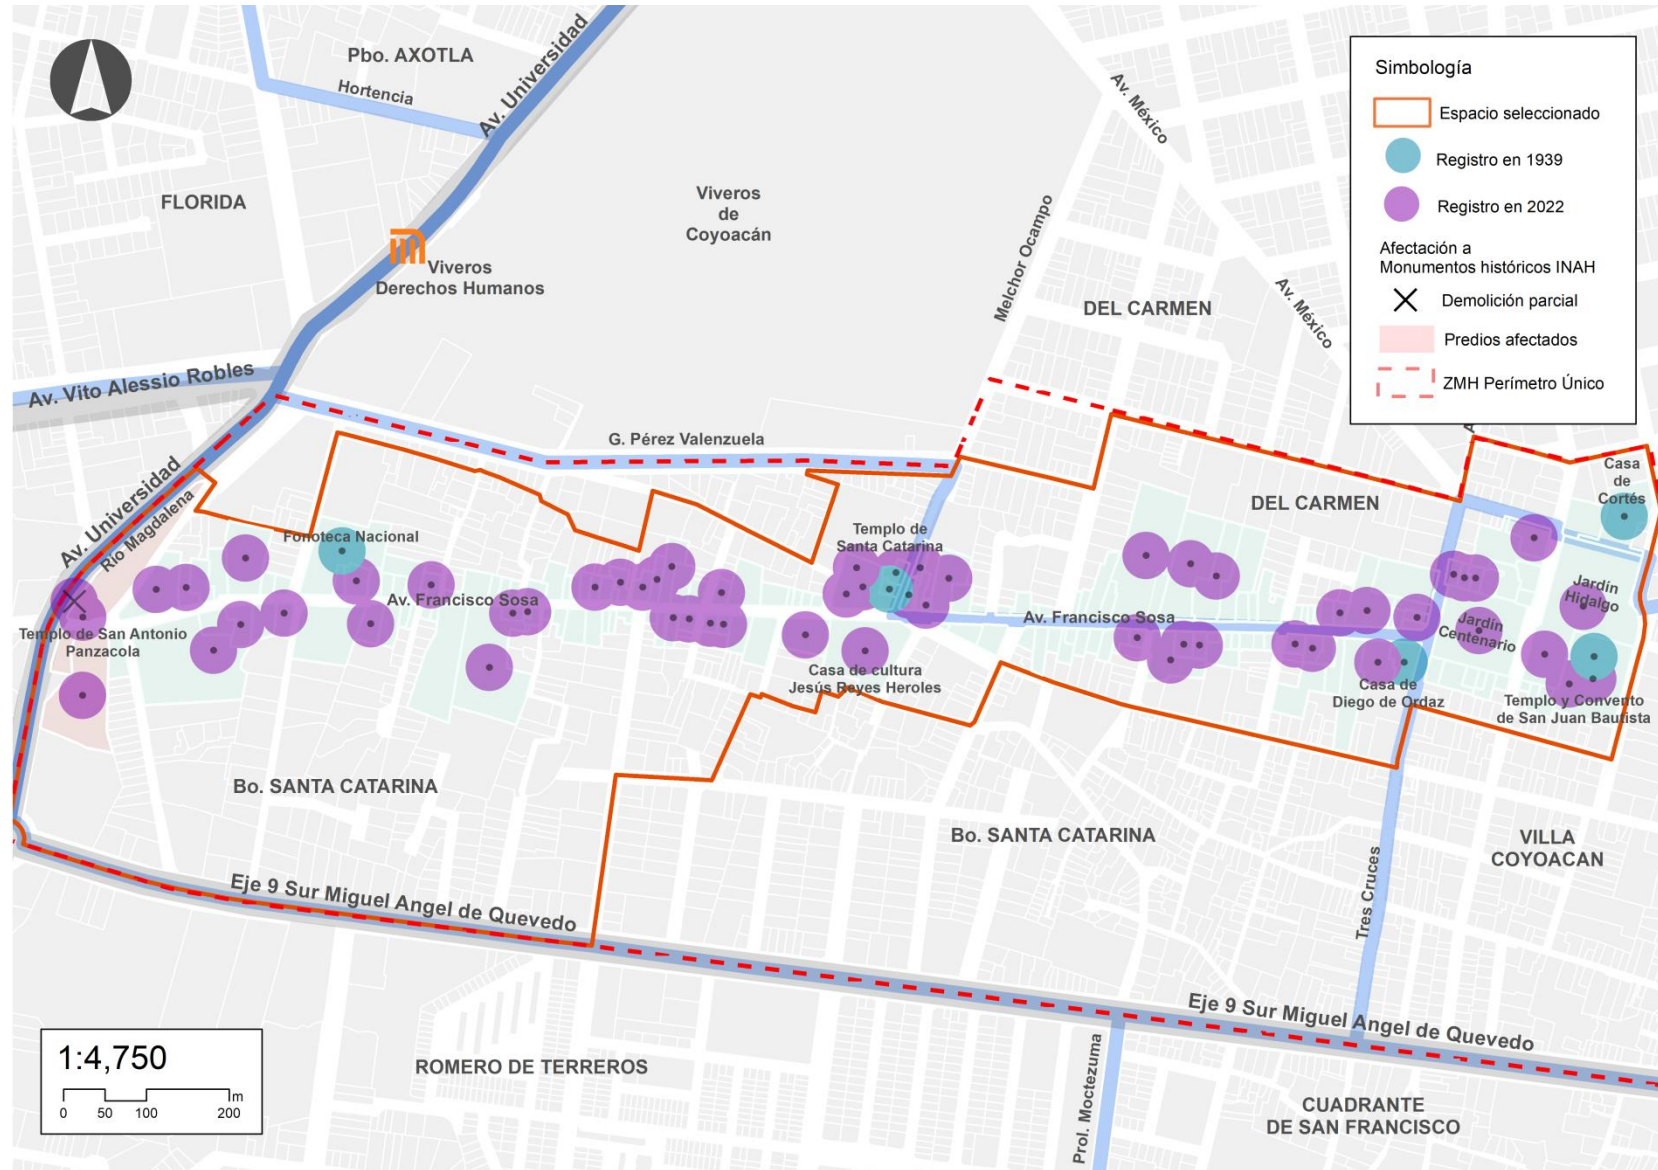 Pbo. AXOTLA
Hortencia
Av. Universidad
FLORIDA
Viveros
de
Coyoacán
Viveros
Derechos Humanos
Av. México
Melchor Ocampo
Av. México
DEL CARMEN
Simbología
Espacio seleccionado
Registro en 1939
Registro en 2022
Afectación a
Monumentos históricos INAH
Demolición parcial
Predios afectados
ZMH Perímetro Único
Av. Vito Alessio Robles
G. Pérez Valenzuela
Av. Universidad
Río Magdalena
DEL CARMEN
Casa
de
Cortés
Fonoteca Nacional
Templo de
Santa Catarina
Av. Francisco Sosa
Av. Francisco Sosa
Jardín
Hidalgo
Jardín
Centenario
Templo de San Antonio
Panzacola
Casa de cultura
Jesús Reyes Heroles
Casa de
Diego de Ordaz
Templo y Convento
de San Juan Bautista
Bo. SANTA CATARINA
Bo. SANTA CATARINA
VILLA
COYOACAN
Tres Cruces
Eje 9 Sur Miguel Angel de Quevedo
Eje 9 Sur Miguel Angel de Quevedo
ROMERO DE TERREROS
Prol. Moctezuma
CUADRANTE
DE SAN FRANCISCO
1:4,750
m
0 50 100 200